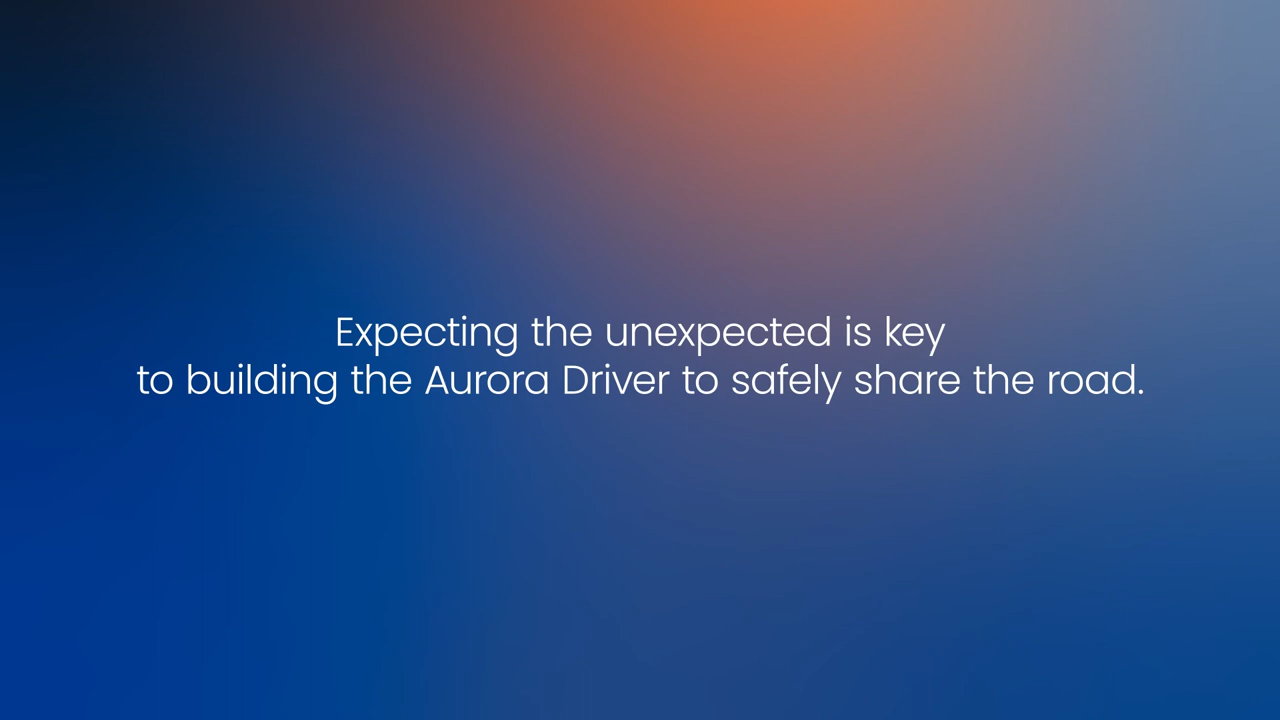 Expecting the unexpected is key
to building the Aurora Driver to safely share the road.